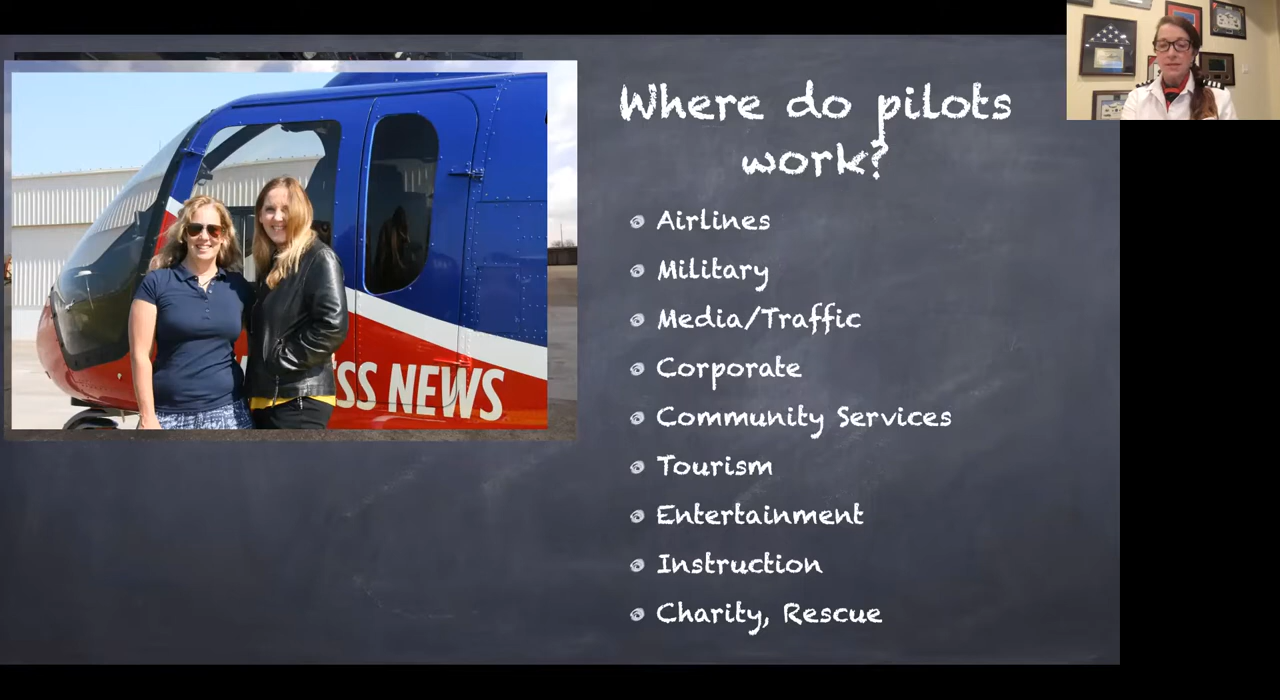 Where do pilots
work?
Airlines
Military
Media/Traffic
Corporate
Community Services
Tourism
Entertainment
Instruction
Charity, Rescue
SS NEWS